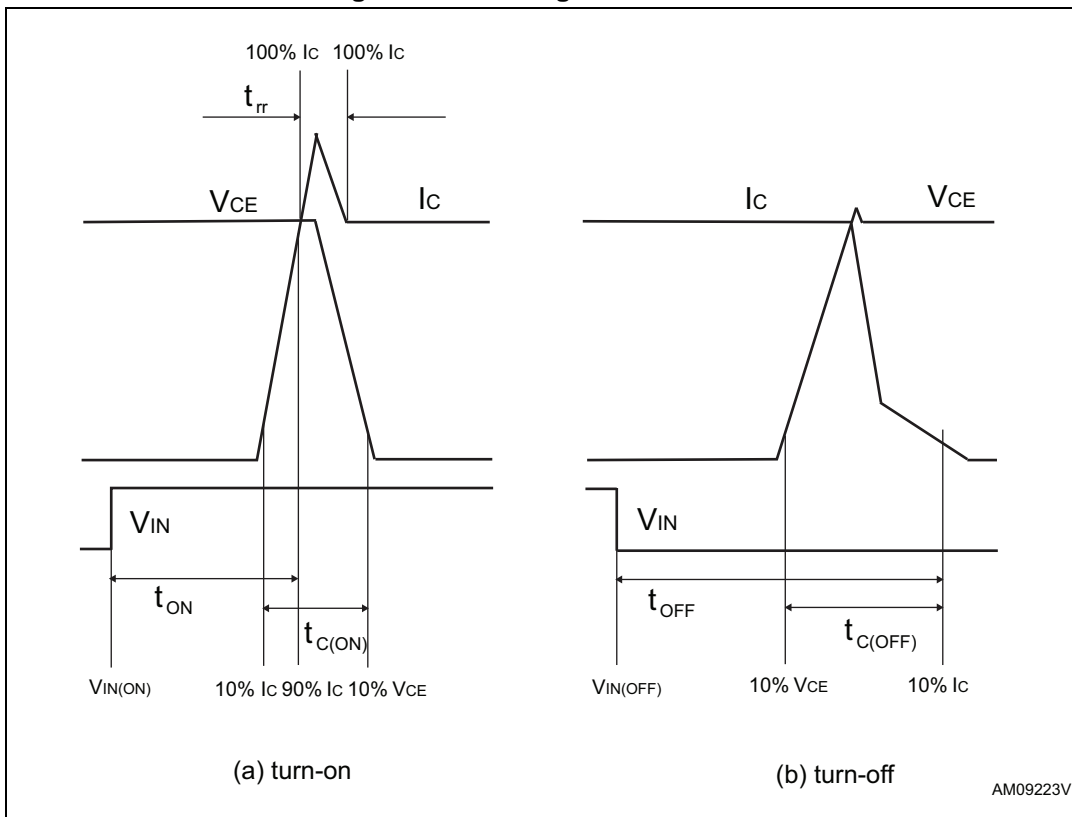 100% IC 100% IC
trr
VCE IC
IC VCE
VIN
VIN
tON
tC(ON)
tOFF
tC(OFF)
VIN(ON) 10% IC 90% IC 10% VCE
VIN(OFF) 10% VCE 10% IC
(a) turn-on
(b) turn-off
AM09223V